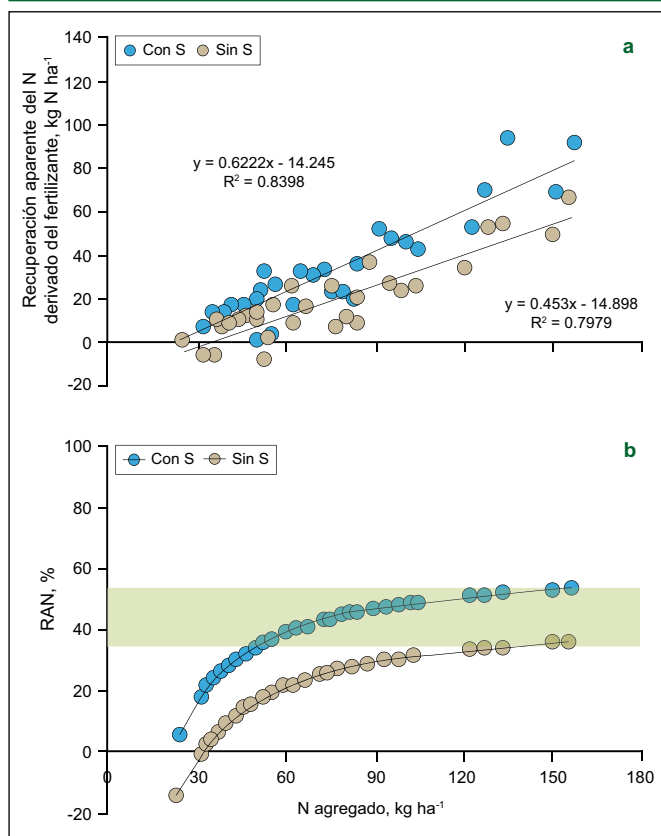 140
120
100
80
60
40
20
0
-20
Recuperación aparente del N
derivado del fertilizante, kg N ha⁻¹
Con S Sin S
a
y = 0.6222x - 14.245
R² = 0.8398
y = 0.453x - 14.898
R² = 0.7979
100
80
60
40
20
0
-20
RAN, %
Con S Sin S
b
0 30 60 90 120 150 180
N agregado, kg ha⁻¹